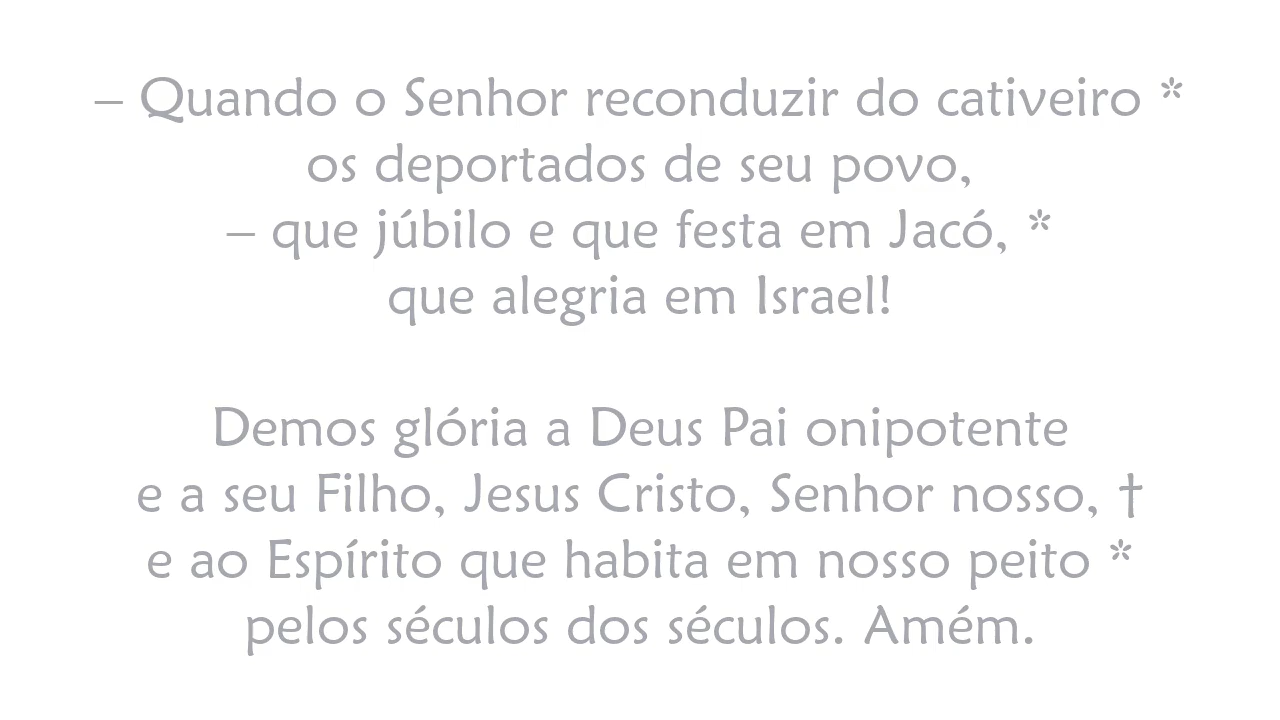 – Quando o Senhor reconduzir do cativeiro *
os deportados de seu povo,
– que júbilo e que festa em Jacó, *
que alegria em Israel!
Demos glória a Deus Pai onipotente
e a seu Filho, Jesus Cristo, Senhor nosso, †
e ao Espírito que habita em nosso peito *
pelos séculos dos séculos. Amém.